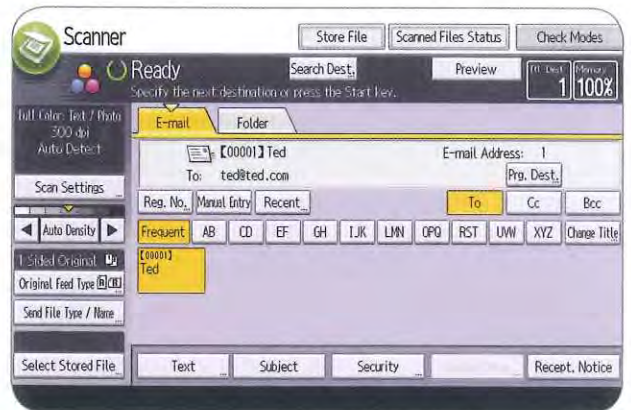 Scanner
Store File
Scanned Files Status
Check Modes
Ready
Search Dest.
Preview
Ttl Dest
Memory
1
100%
Specify the next destination or press the Start key.
Full Color: Text / Photo
300 dpi
Auto Detect
Scan Settings
Auto Density
1 Sided Original
Original Feed Type
Send File Type / Name
Select Stored File
E-mail
Folder
【00001】Ted
E-mail Address: 1
To: ted@ted.com
Prg. Dest.
Reg. No.
Manual Entry
Recent
To
Cc
Bcc
Frequent
AB
CD
EF
GH
IJK
LMN
OPQ
RST
UVW
XYZ
Change Title
【00001】
Ted
Text
Subject
Security
Recept. Notice